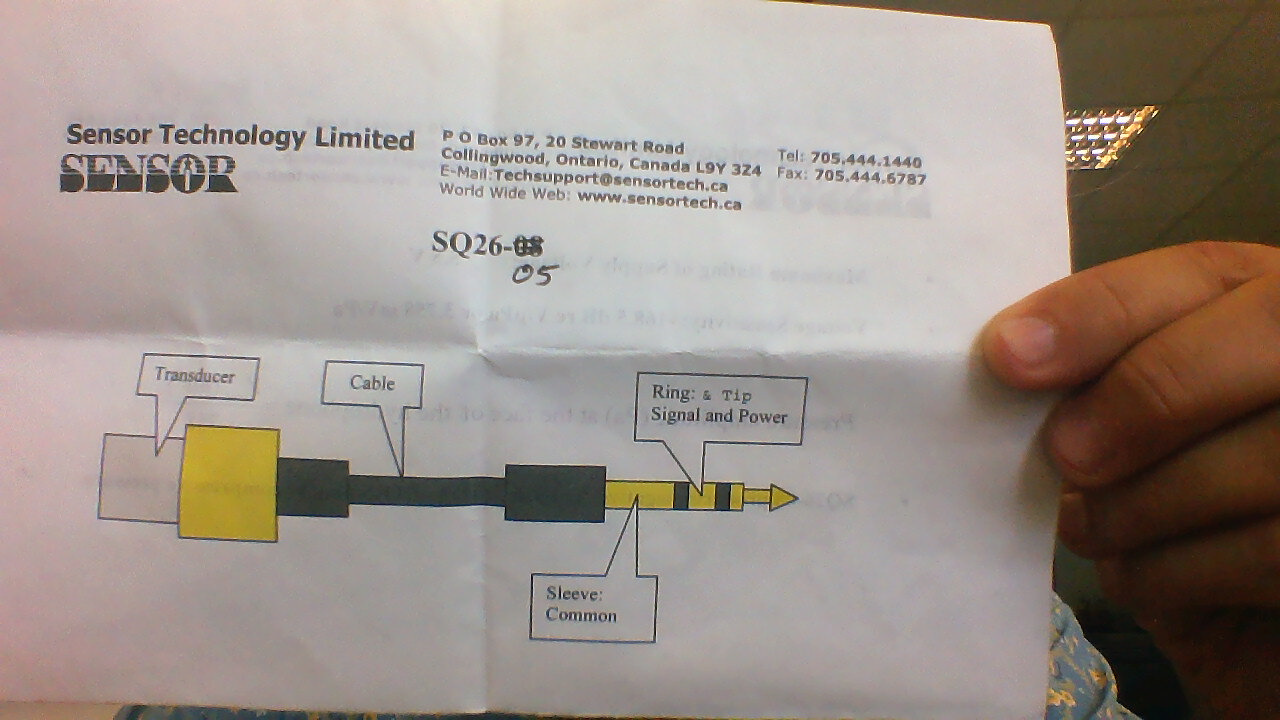 Sensor Technology Limited
SENSOR
P O Box 97, 20 Stewart Road
Collingwood, Ontario, Canada L9Y 3Z4
E-Mail:Techsupport@sensortech.ca
World Wide Web: www.sensortech.ca
Tel: 705.444.1440
Fax: 705.444.6787
SQ26-08
05
Transducer
Cable
Ring: & Tip
Signal and Power
Sleeve:
Common